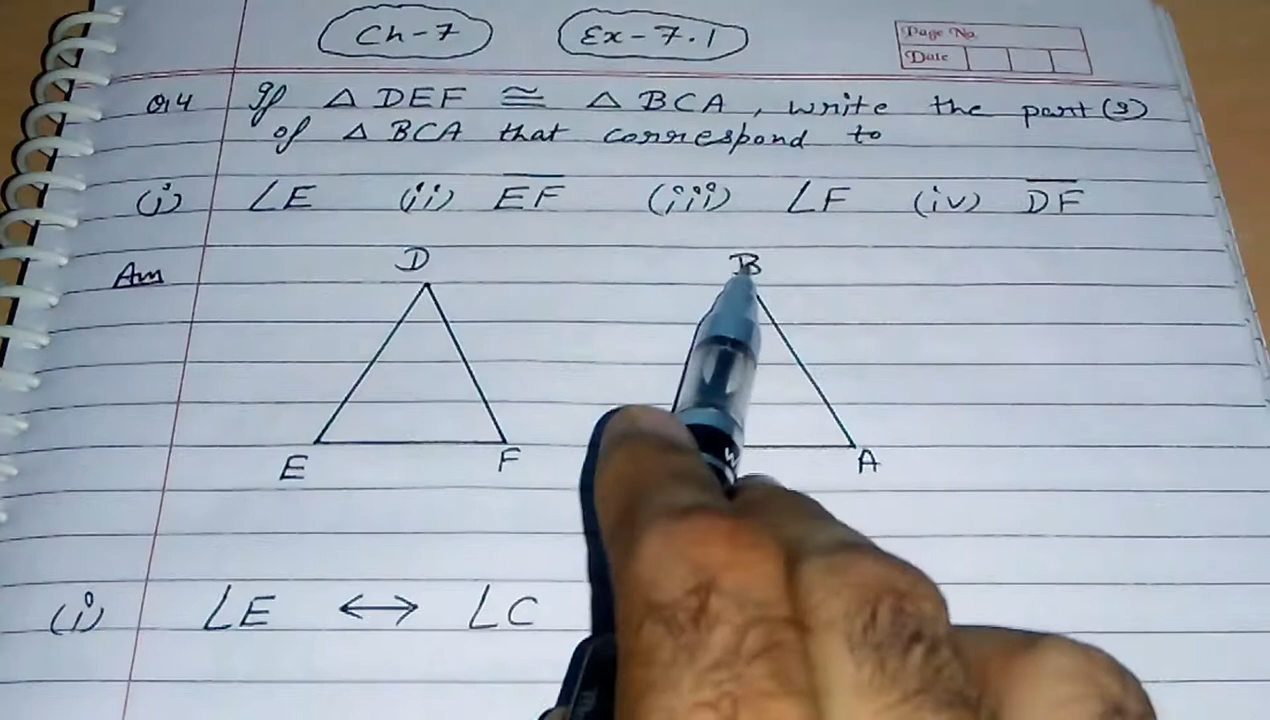 Ch-7 Ex-7.1
Page No.
Date
Q14 If △ DEF ≅ △ BCA, write the part(s)
of △ BCA that correspond to
(i) ∠E (ii) EF (iii) ∠F (iv) DF
Ans
D B
E F A
(i) ∠E ↔ ∠C